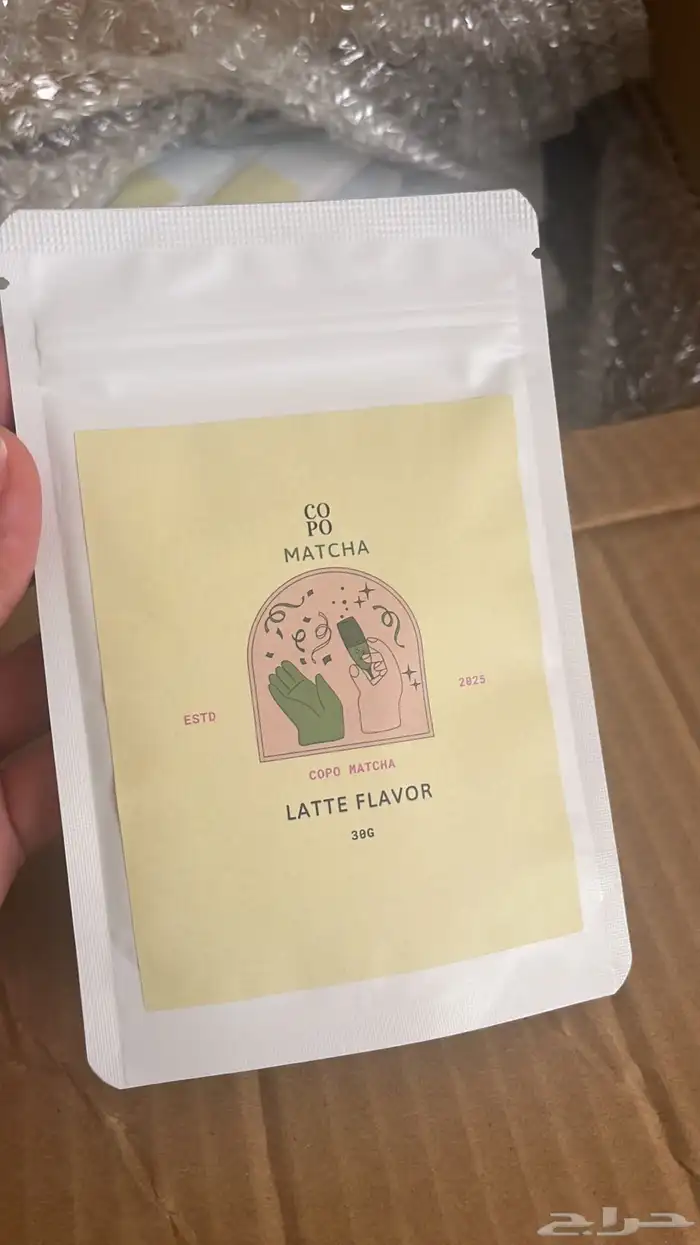 CO
PO
MATCHA
ESTD
2025
COPO MATCHA
LATTE FLAVOR
30G
حراج